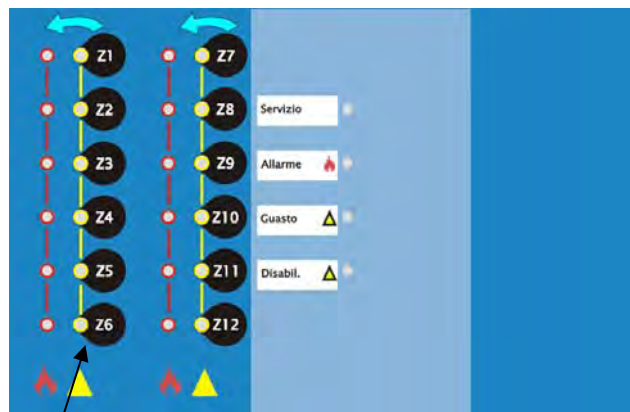 Z1 Z7
Z2 Z8 Servizio
Z3 Z9 Allarme
Z4 Z10 Guasto
Z5 Z11 Disabil.
Z6 Z12